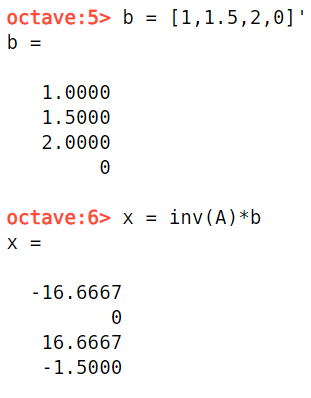 octave:5> b = [1,1.5,2,0]'
b =
1.0000
1.5000
2.0000
0
octave:6> x = inv(A)*b
x =
-16.6667
0
16.6667
-1.5000